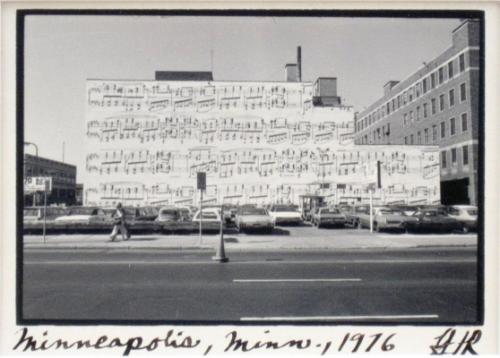 Minneapolis, Minn., 1976